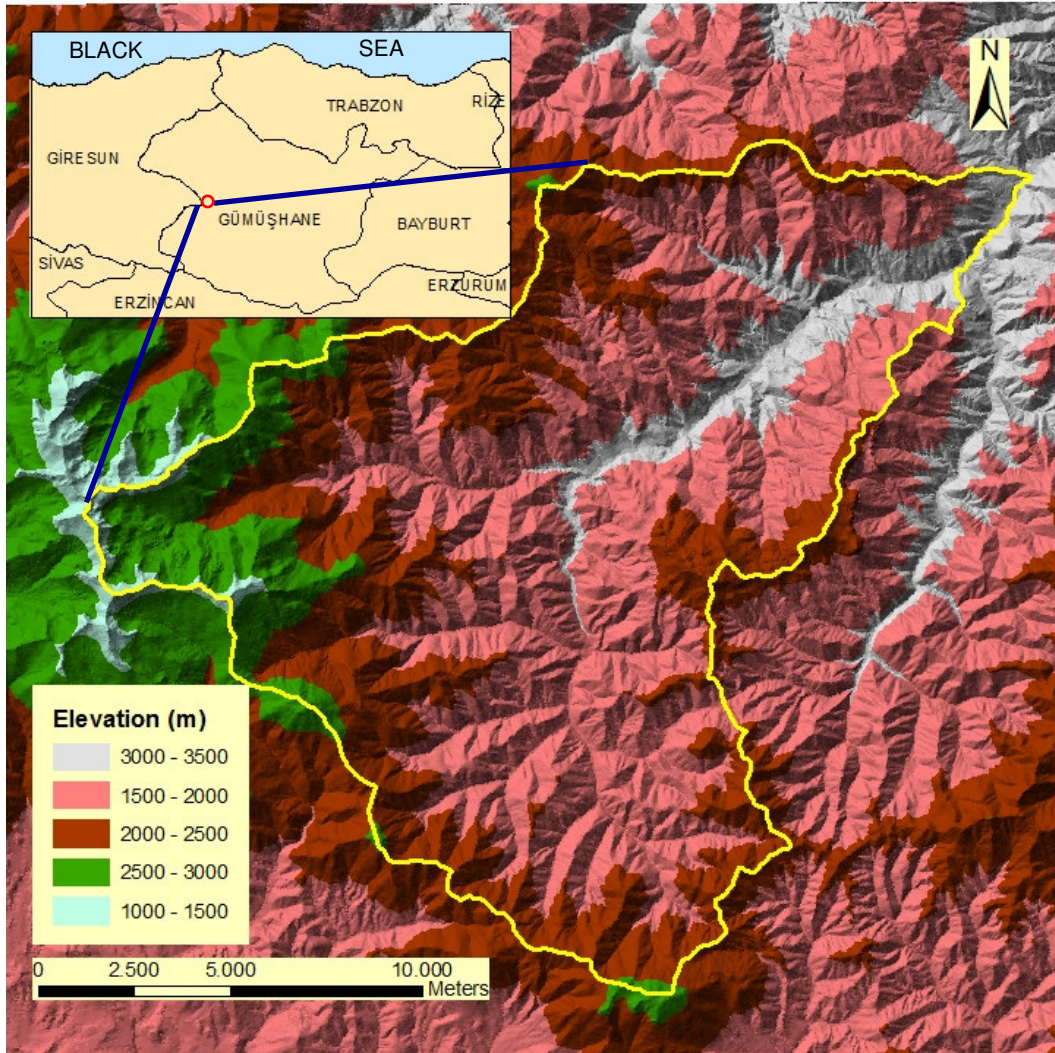 BLACK SEA
TRABZON
RİZE
GİRESUN
GÜMÜŞHANE
BAYBURT
SİVAS
ERZİNCAN
ERZURUM
N
Elevation (m)
3000 - 3500
1500 - 2000
2000 - 2500
2500 - 3000
1000 - 1500
0 2.500 5.000 10.000
Meters